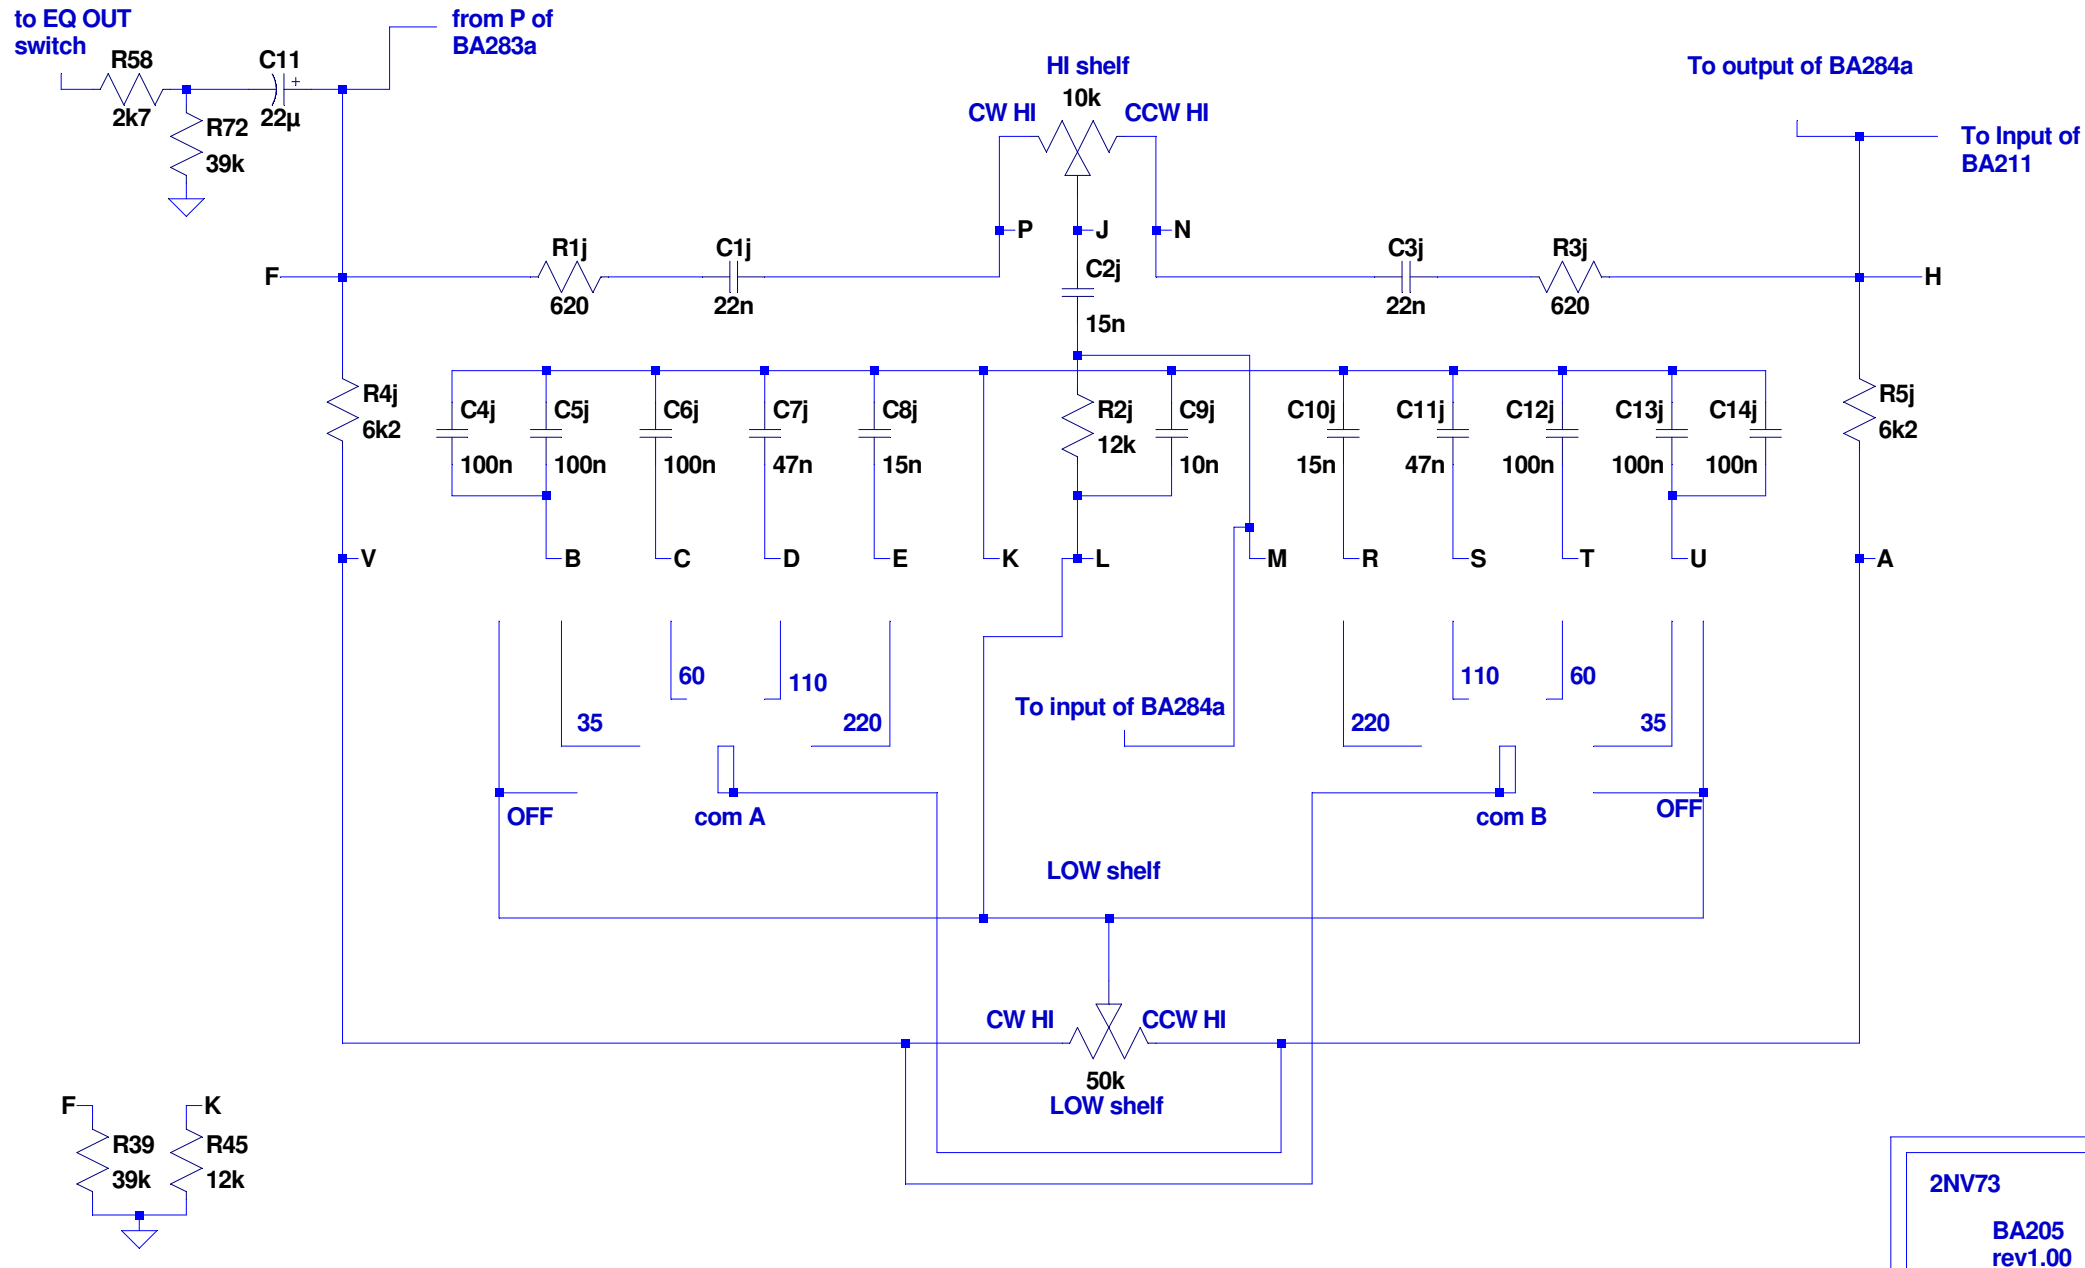 to EQ OUT
switch
from P of
BA283a
R58
2k7
C11
+
22µ
R72
39k
HI shelf
10k
CW HI
CCW HI
To output of BA284a
To Input of
BA211
P
J
N
F
R1j
620
C1j
22n
C2j
15n
C3j
22n
R3j
620
H
R4j
6k2
C4j
100n
C5j
100n
C6j
100n
C7j
47n
C8j
15n
R2j
12k
C9j
10n
C10j
15n
C11j
47n
C12j
100n
C13j
100n
C14j
100n
R5j
6k2
V
B
C
D
E
K
L
M
R
S
T
U
A
60
110
35
220
To input of BA284a
110
60
220
35
OFF
com A
com B
OFF
LOW shelf
CW HI
CCW HI
50k
LOW shelf
F
K
R39
39k
R45
12k
2NV73
BA205
rev1.00